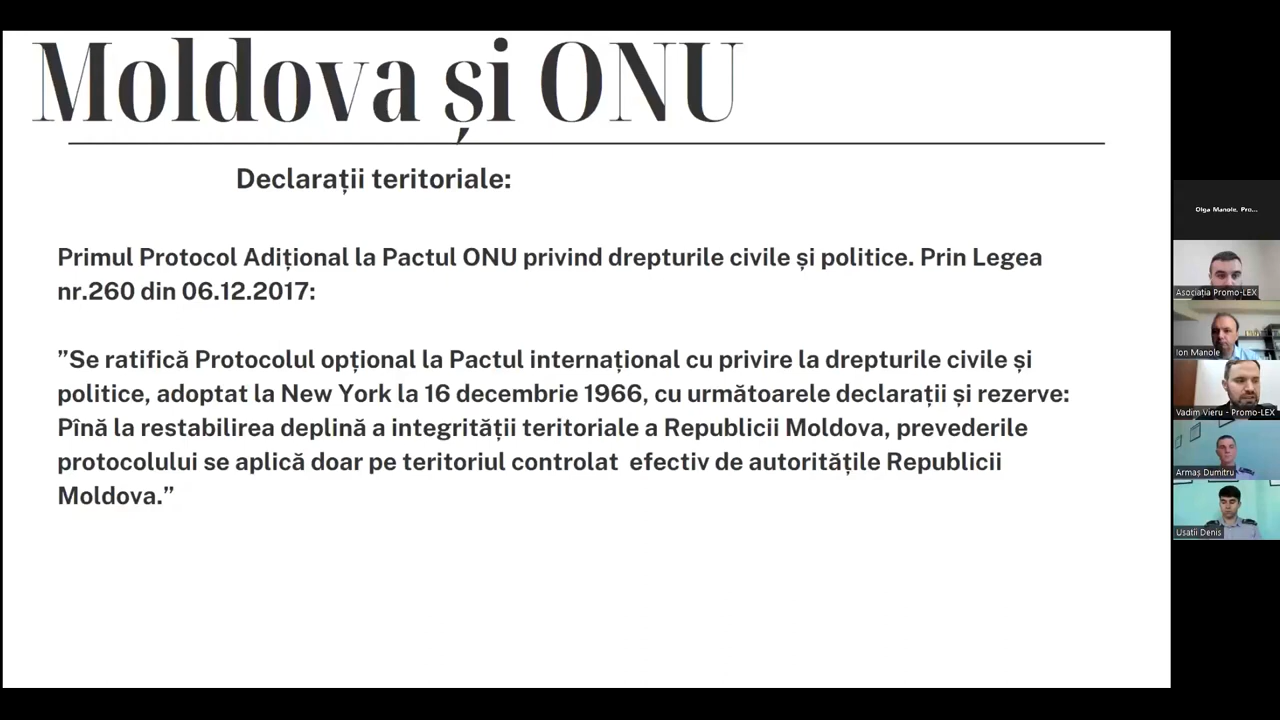 Moldova și ONU
Declarații teritoriale:
Primul Protocol Adițional la Pactul ONU privind drepturile civile și politice. Prin Legea
nr.260 din 06.12.2017:
”Se ratifică Protocolul opțional la Pactul internațional cu privire la drepturile civile și
politice, adoptat la New York la 16 decembrie 1966, cu următoarele declarații și rezerve:
Pînă la restabilirea deplină a integrității teritoriale a Republicii Moldova, prevederile
protocolului se aplică doar pe teritoriul controlat efectiv de autoritățile Republicii
Moldova.”
Olga Manole, Pro...
Asociația Promo-LEX
Ion Manole
Vadim Vieru - Promo-LEX
Armaș Dumitru
Usatii Denis